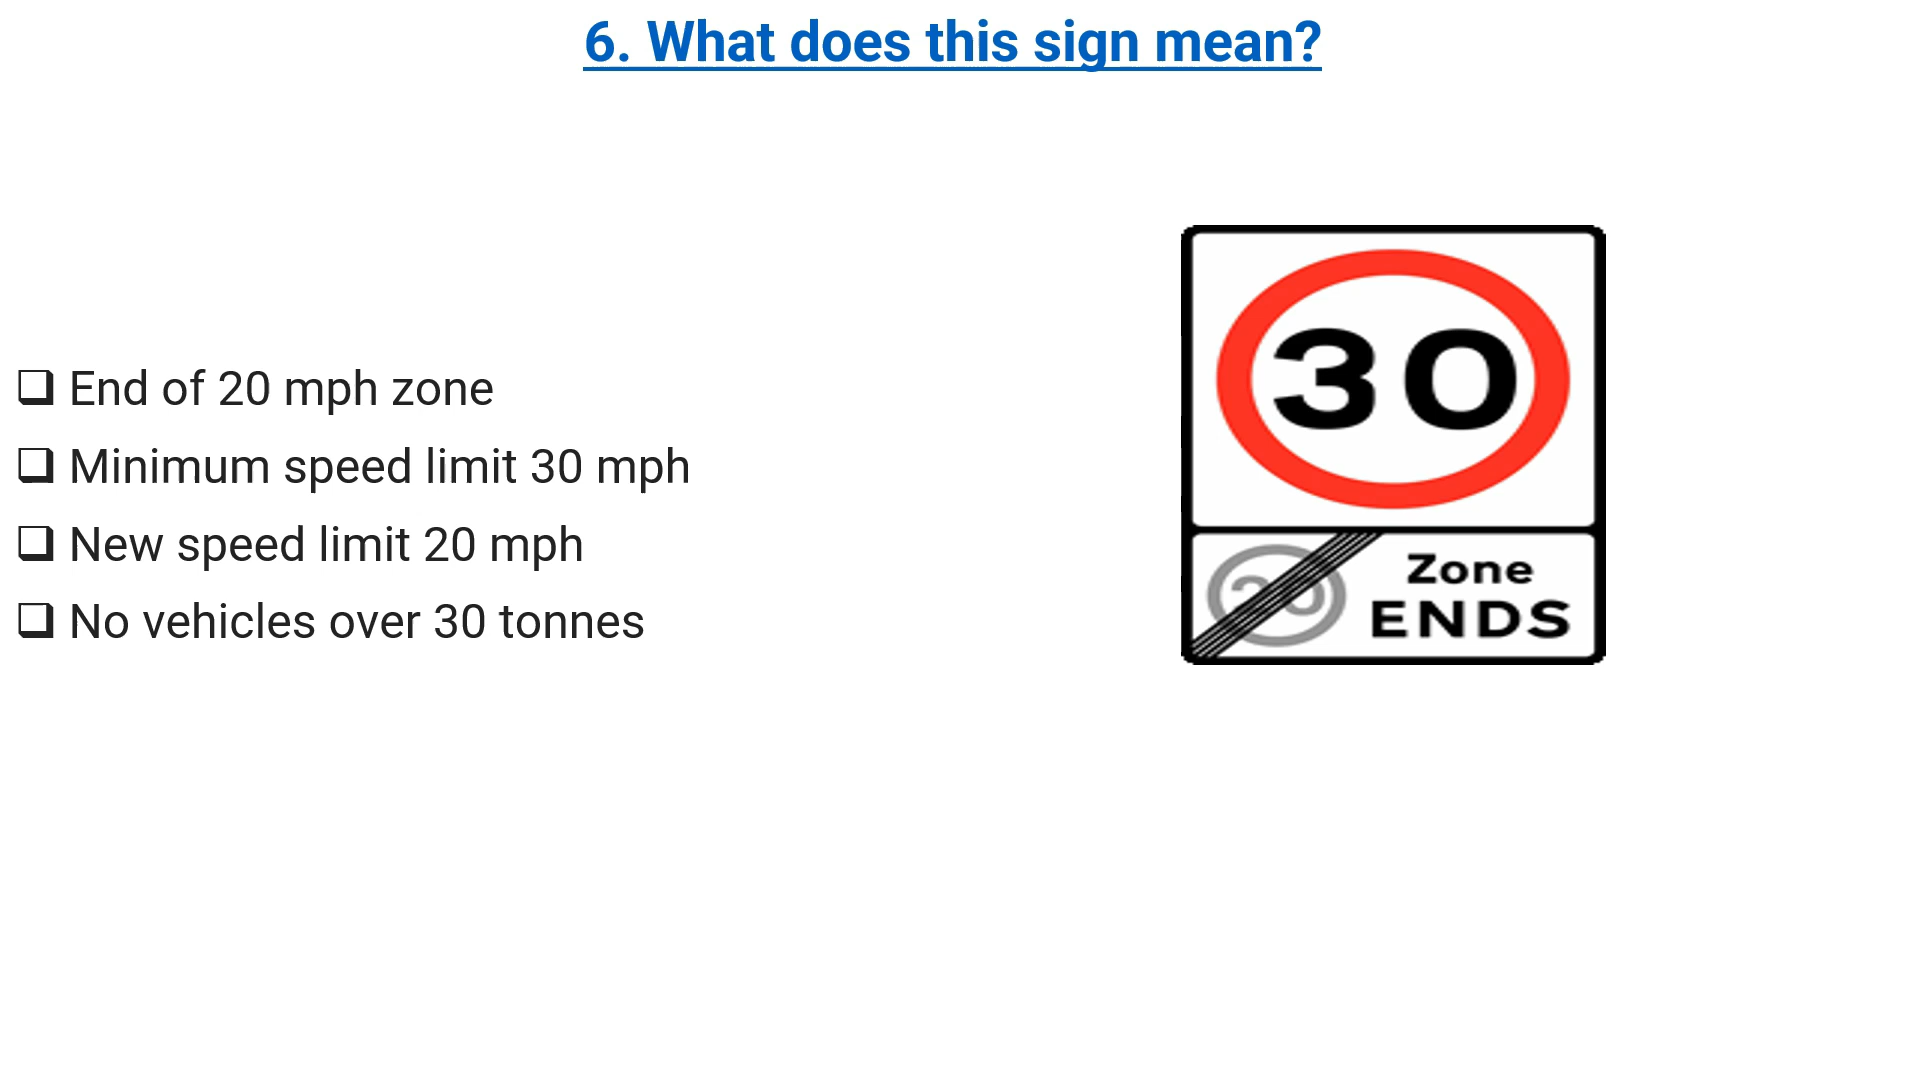 6. What does this sign mean?
End of 20 mph zone
Minimum speed limit 30 mph
New speed limit 20 mph
No vehicles over 30 tonnes
30
20
Zone
ENDS